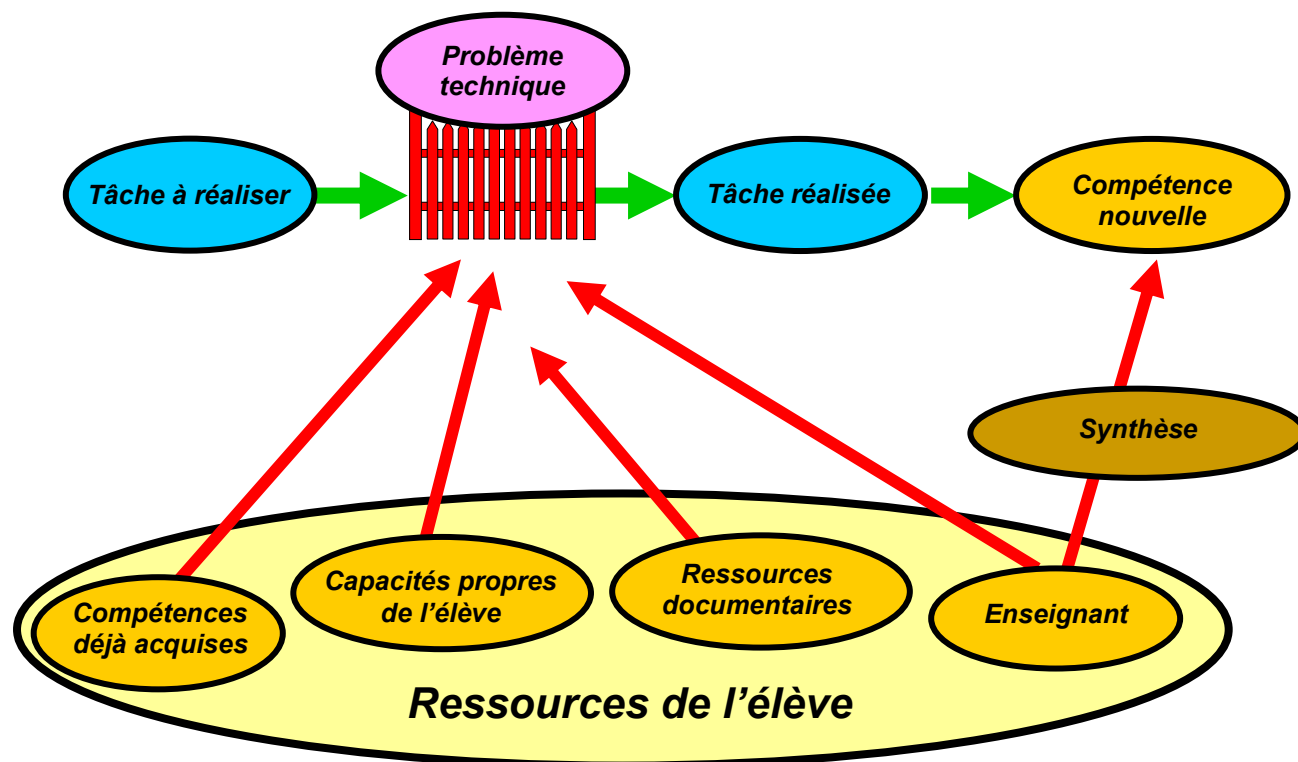 Problème
technique
Tâche à réaliser
Tâche réalisée
Compétence
nouvelle
Synthèse
Compétences
déjà acquises
Capacités propres
de l'élève
Ressources
documentaires
Enseignant
Ressources de l'élève